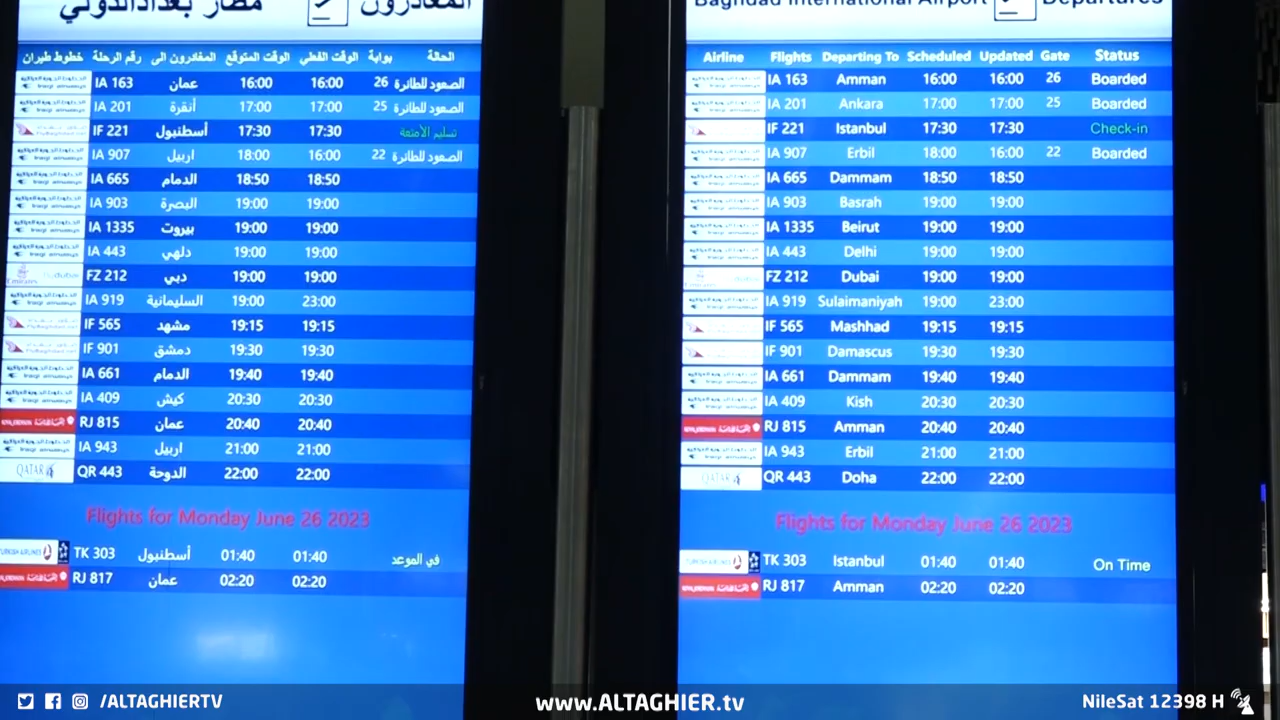 المغادرون مطار بغداد الدولي
الحالة بوابة الوقت الفعلي الوقت المتوقع المغادرون الى رقم الرحلة خطوط طيران
IA 163 عمان 16:00 16:00 26 الصعود للطائرة
IA 201 أنقرة 17:00 17:00 25 الصعود للطائرة
IF 221 أسطنبول 17:30 17:30 تسليم الأمتعة
IA 907 اربيل 18:00 16:00 22 الصعود للطائرة
IA 665 الدمام 18:50 18:50
IA 903 البصرة 19:00 19:00
IA 1335 بيروت 19:00 19:00
IA 443 دلهي 19:00 19:00
Emirates FZ 212 دبي 19:00 19:00
IA 919 السليمانية 19:00 23:00
IF 565 مشهد 19:15 19:15
IF 901 دمشق 19:30 19:30
IA 661 الدمام 19:40 19:40
IA 409 كيش 20:30 20:30
RJ 815 عمان 20:40 20:40
IA 943 اربيل 21:00 21:00
QATAR QR 443 الدوحة 22:00 22:00
Flights for Monday June 26 2023
TURKISH AIRLINES TK 303 أسطنبول 01:40 01:40 في الموعد
RJ 817 عمان 02:20 02:20
Baghdad International Airport Departures
Airline Flights Departing To Scheduled Updated Gate Status
IA 163 Amman 16:00 16:00 26 Boarded
IA 201 Ankara 17:00 17:00 25 Boarded
IF 221 Istanbul 17:30 17:30 Check-in
IA 907 Erbil 18:00 16:00 22 Boarded
IA 665 Dammam 18:50 18:50
IA 903 Basrah 19:00 19:00
IA 1335 Beirut 19:00 19:00
IA 443 Delhi 19:00 19:00
FZ 212 Dubai 19:00 19:00
IA 919 Sulaimaniyah 19:00 23:00
IF 565 Mashhad 19:15 19:15
IF 901 Damascus 19:30 19:30
IA 661 Dammam 19:40 19:40
IA 409 Kish 20:30 20:30
RJ 815 Amman 20:40 20:40
IA 943 Erbil 21:00 21:00
QATAR QR 443 Doha 22:00 22:00
Flights for Monday June 26 2023
TURKISH AIRLINES TK 303 Istanbul 01:40 01:40 On Time
RJ 817 Amman 02:20 02:20
/ALTAGHIERTV www.ALTAGHIER.tv NileSat 12398 H